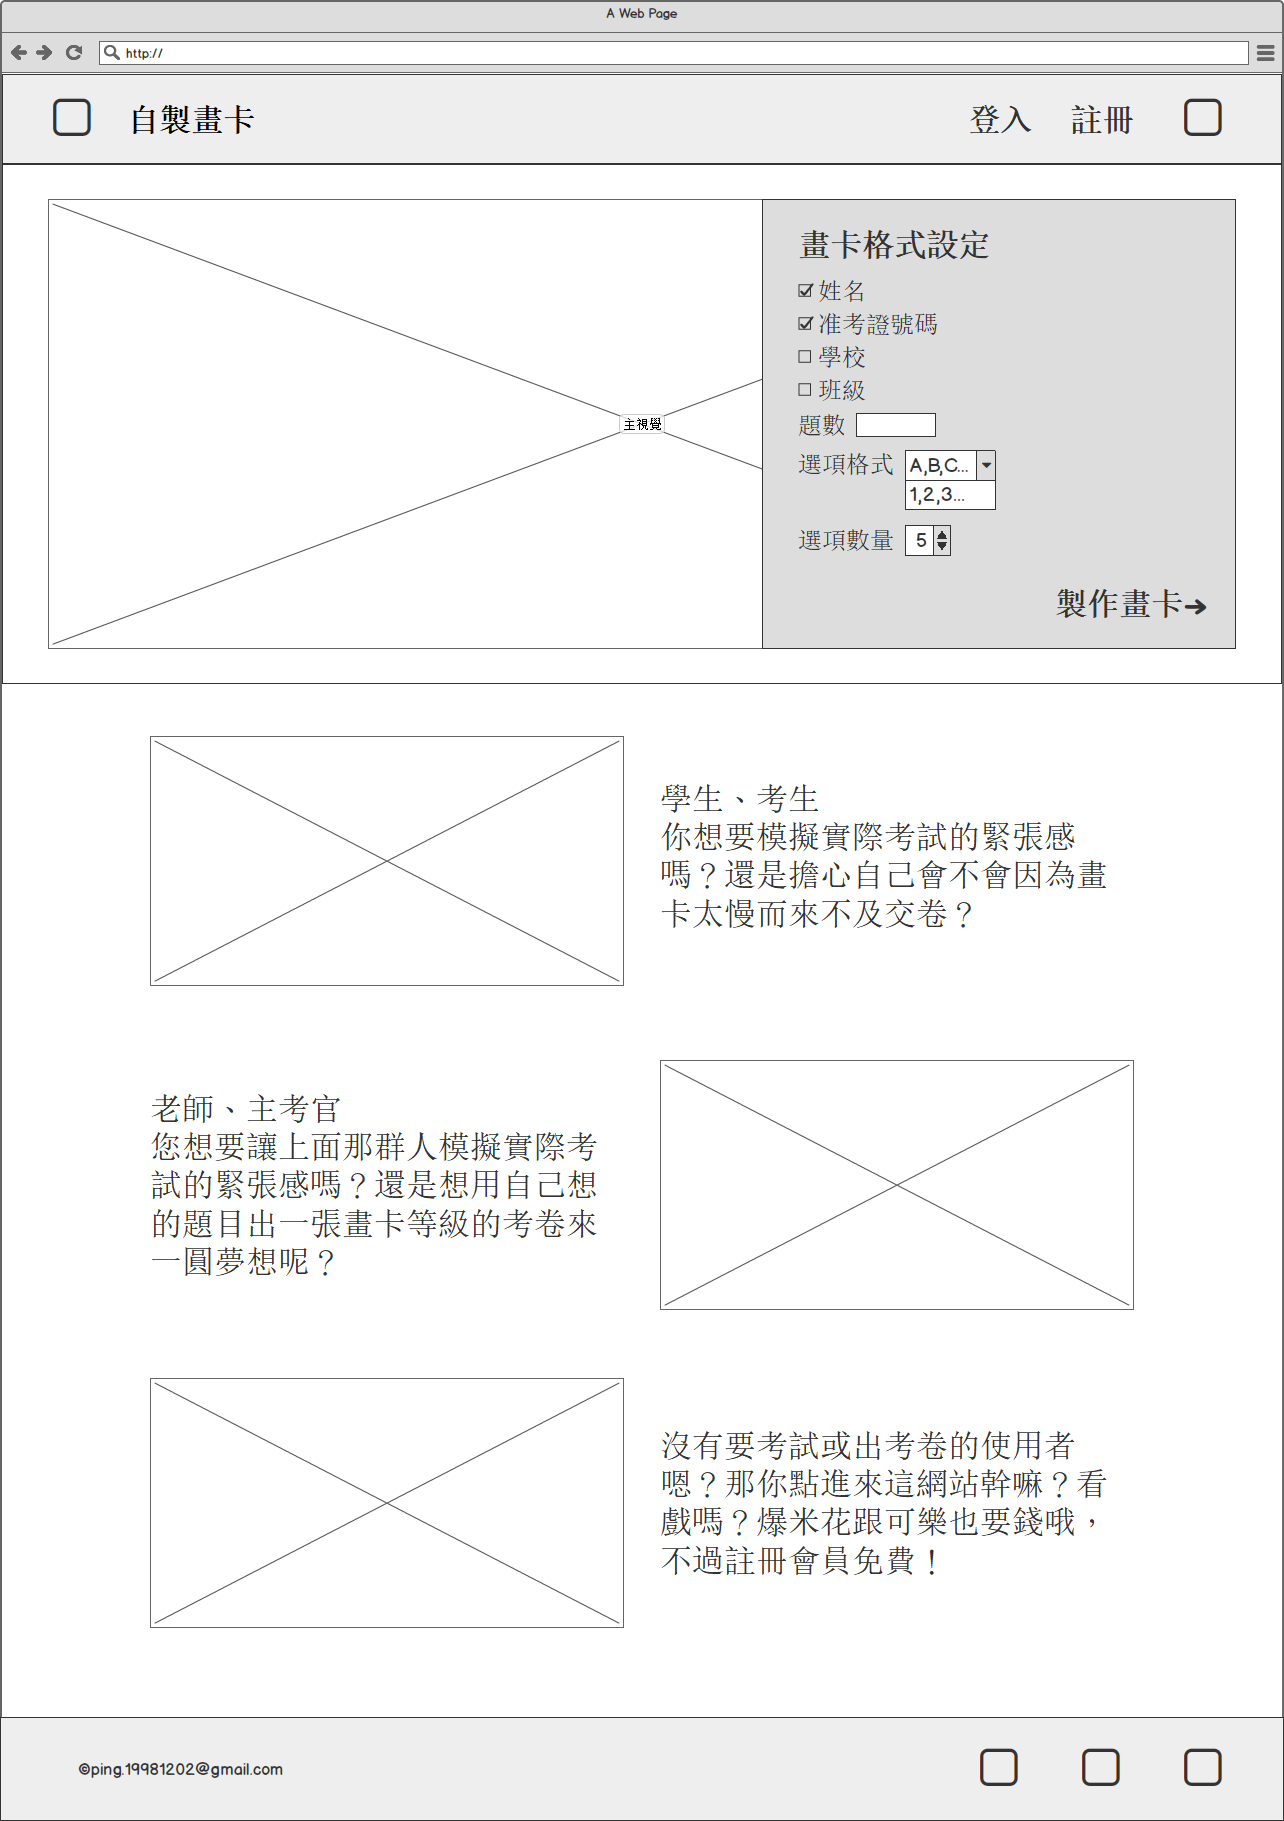 A Web Page
http://
自製畫卡
登入
註冊
畫卡格式設定
姓名
准考證號碼
學校
班級
題數
選項格式 A,B,C...
1,2,3...
選項數量 5
製作畫卡
主視覺
學生、考生
你想要模擬實際考試的緊張感
嗎？還是擔心自己會不會因為畫
卡太慢而來不及交卷？
老師、主考官
您想要讓上面那群人模擬實際考
試的緊張感嗎？還是想用自己想
的題目出一張畫卡等級的考卷來
一圓夢想呢？
沒有要考試或出考卷的使用者
嗯？那你點進來這網站幹嘛？看
戲嗎？爆米花跟可樂也要錢哦，
不過註冊會員免費！
©ping.19981202@gmail.com